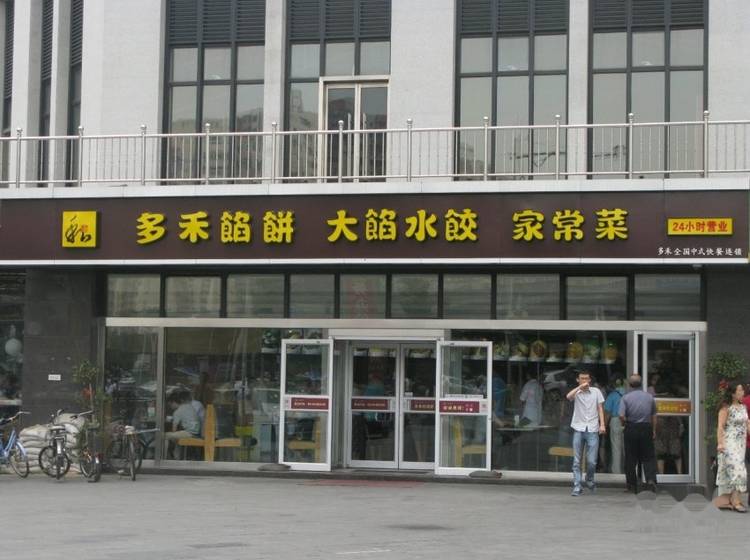 多禾餡餅 大餡水餃 家常菜
24小时营业
多禾全国中式快餐连锁